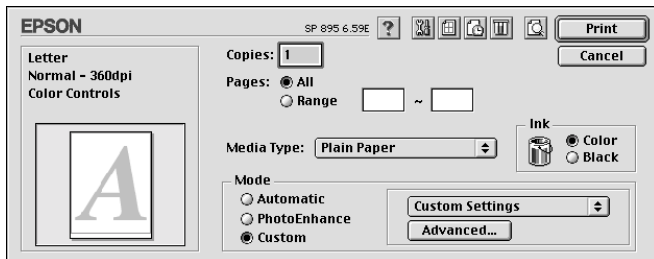 EPSON
SP 895 6.59E
?
Print
Cancel
Letter
Normal - 360dpi
Color Controls
A
Copies: 1
Pages: All
Range ~
Media Type: Plain Paper
Ink
Color
Black
Mode
Automatic
PhotoEnhance
Custom
Custom Settings
Advanced...